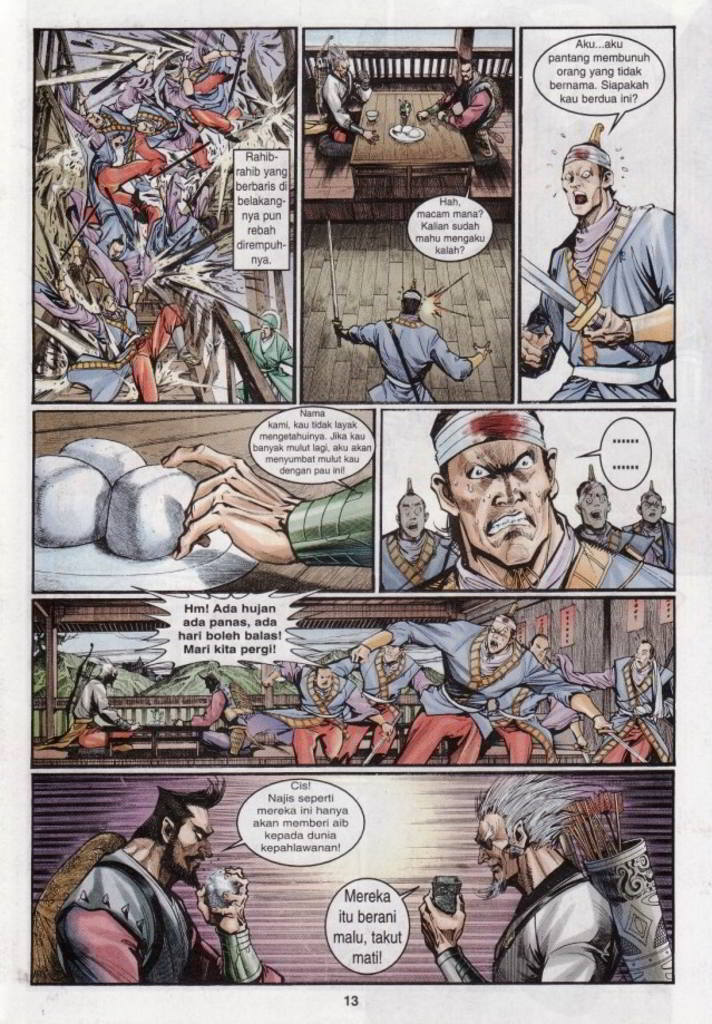 Rahib-
rahib yang
berbaris di
belakang-
nya pun
rebah
dirempuh-
nya.
Hah,
macam mana?
Kalian sudah
mahu mengaku
kalah?
Aku...aku
pantang membunuh
orang yang tidak
bernama. Siapakah
kau berdua ini?
Nama
kami, kau tidak layak
mengetahuinya. Jika kau
banyak mulut lagi, aku akan
menyumbat mulut kau
dengan pau ini!
......
......
Hm! Ada hujan
ada panas, ada
hari boleh balas!
Mari kita pergi!
Cis!
Najis seperti
mereka ini hanya
akan memberi aib
kepada dunia
kepahlawanan!
Mereka
itu berani
malu, takut
mati!
13